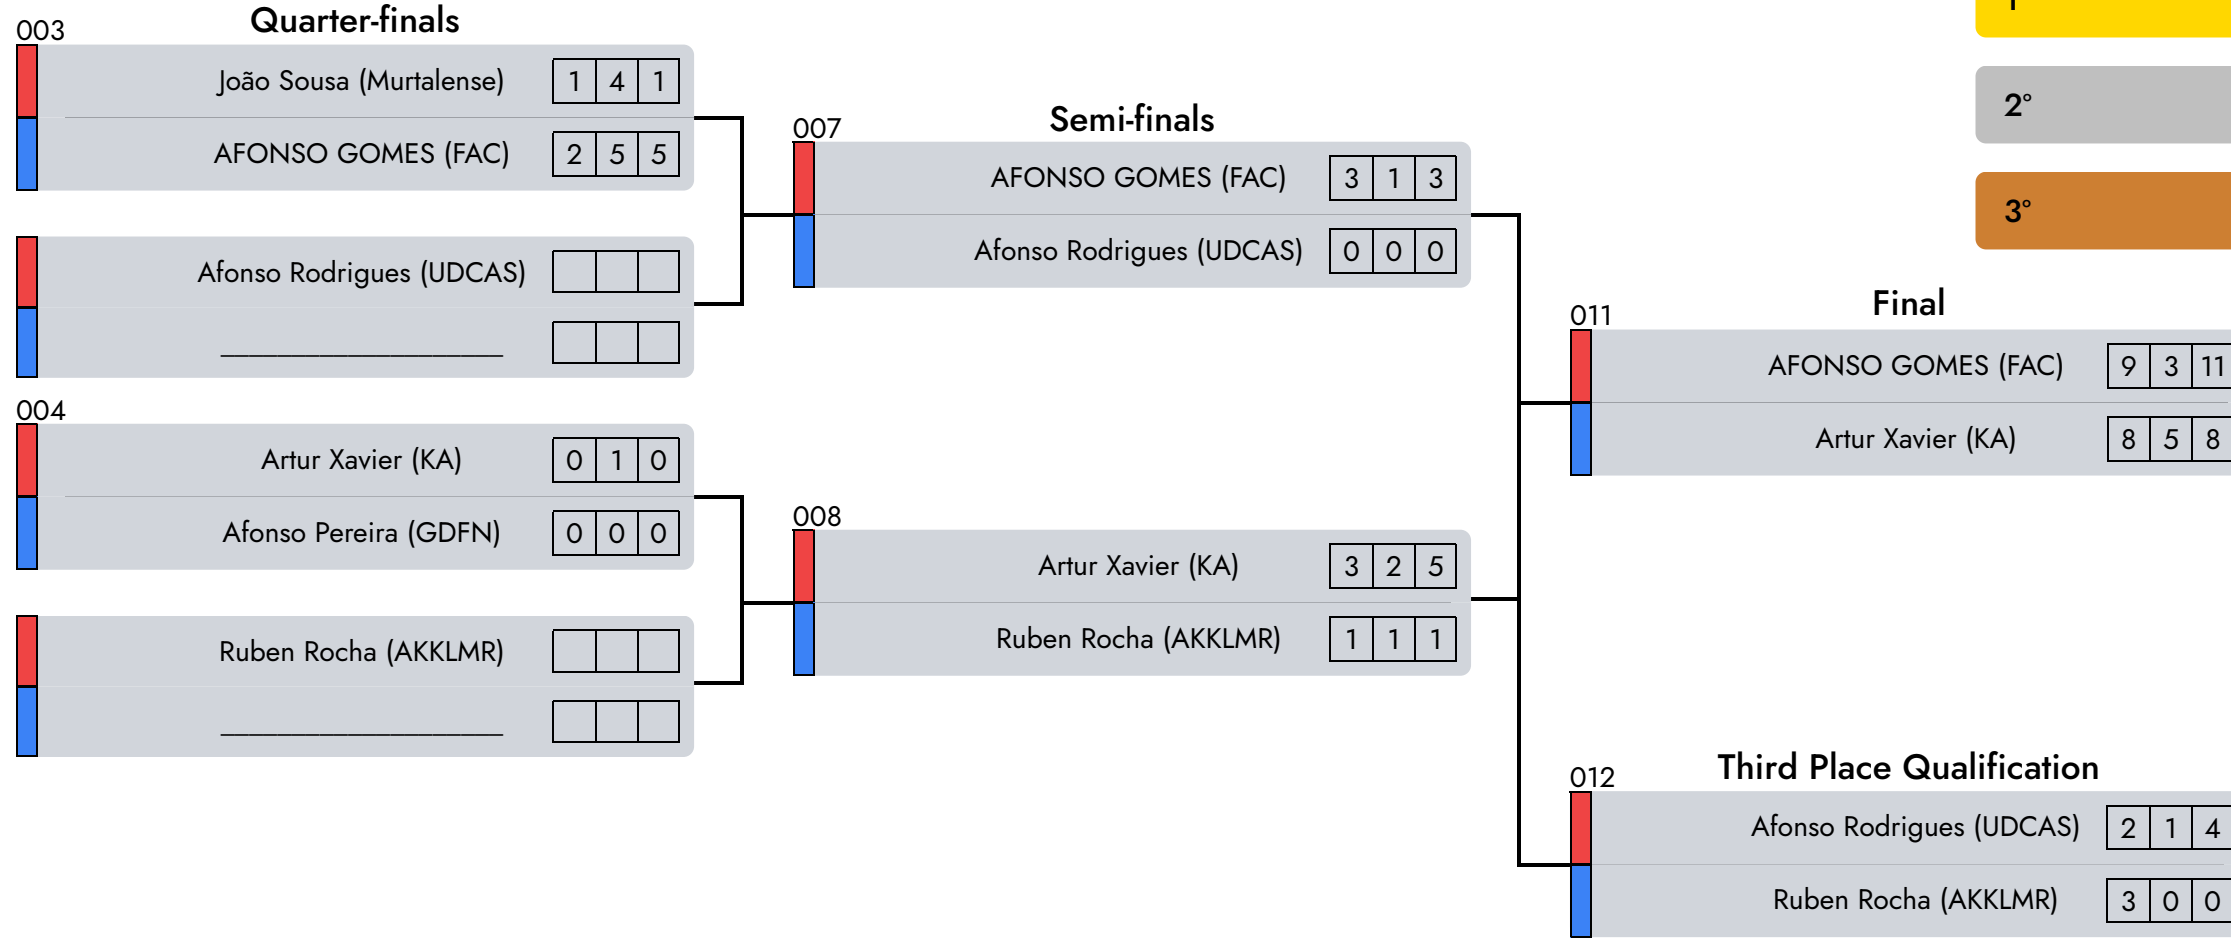 Quarter-finals
003
João Sousa (Murtalense) 1 4 1
AFONSO GOMES (FAC) 2 5 5
Afonso Rodrigues (UDCAS)
____________________
004
Artur Xavier (KA) 0 1 0
Afonso Pereira (GDFN) 0 0 0
Ruben Rocha (AKKLMR)
____________________
Semi-finals
007
AFONSO GOMES (FAC) 3 1 3
Afonso Rodrigues (UDCAS) 0 0 0
008
Artur Xavier (KA) 3 2 5
Ruben Rocha (AKKLMR) 1 1 1
2°
3°
Final
011
AFONSO GOMES (FAC) 9 3 11
Artur Xavier (KA) 8 5 8
Third Place Qualification
012
Afonso Rodrigues (UDCAS) 2 1 4
Ruben Rocha (AKKLMR) 3 0 0